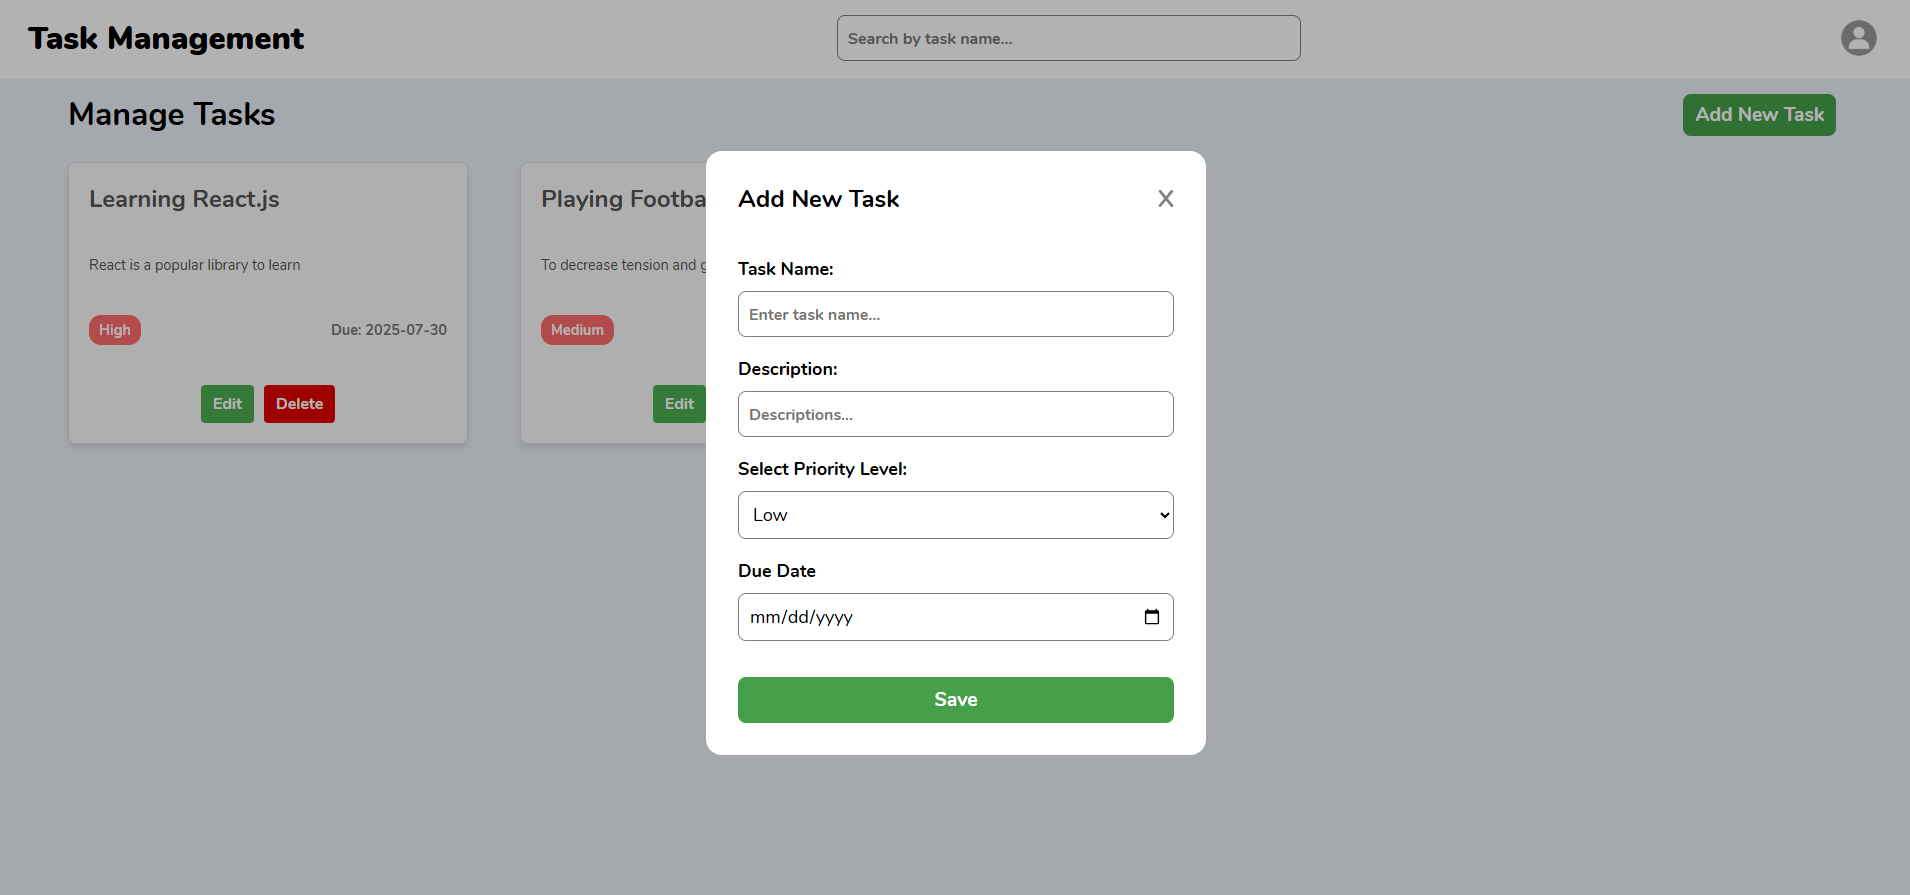 Task Management
Search by task name...
Manage Tasks
Add New Task
Learning React.js
React is a popular library to learn
High
Due: 2025-07-30
Edit
Delete
Playing Footba
To decrease tension and g
Medium
Edit
Add New Task
X
Task Name:
Enter task name...
Description:
Descriptions...
Select Priority Level:
Low
Due Date
mm/dd/yyyy
Save